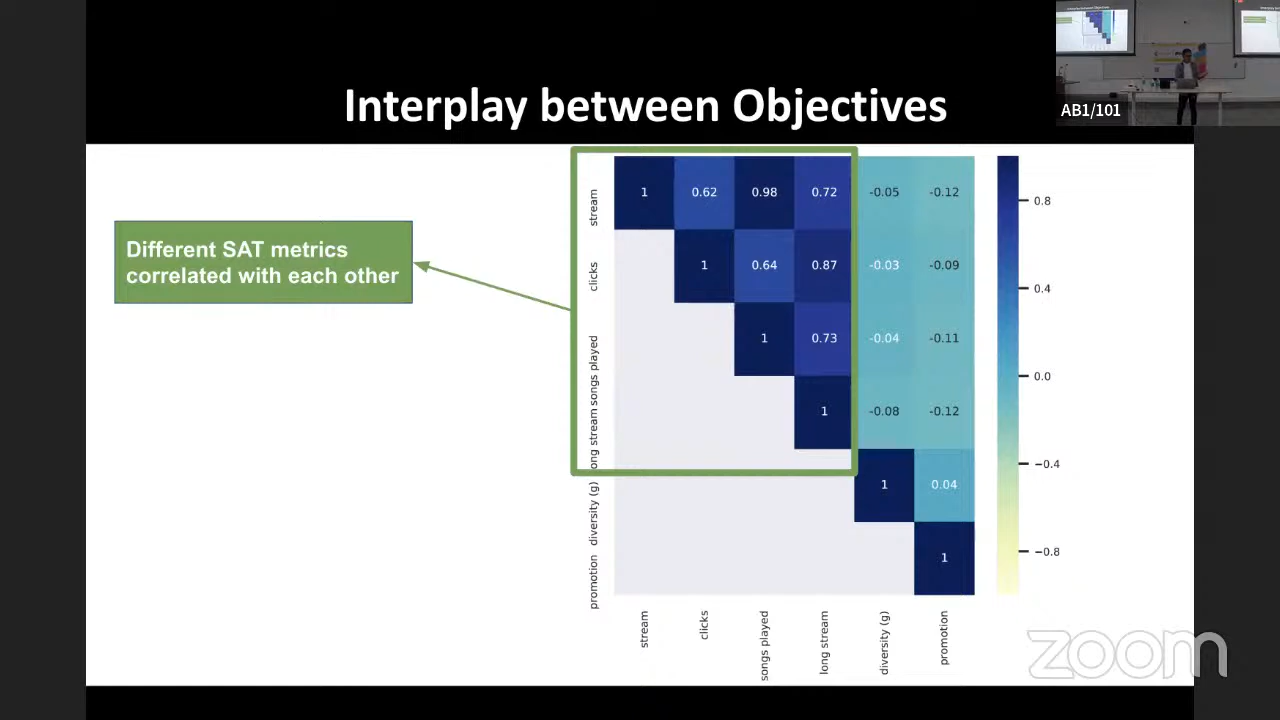 Interplay between Objectives
AB1/101
Different SAT metrics
correlated with each other
stream
clicks
songs played
ong stream
diversity (g)
promotion
1 0.62 0.98 0.72 -0.05 -0.12
1 0.64 0.87 -0.03 -0.09
1 0.73 -0.04 -0.11
1 -0.08 -0.12
1 0.04
1
0.8
0.4
0.0
−0.4
−0.8
stream
clicks
songs played
long stream
diversity (g)
promotion
zoom